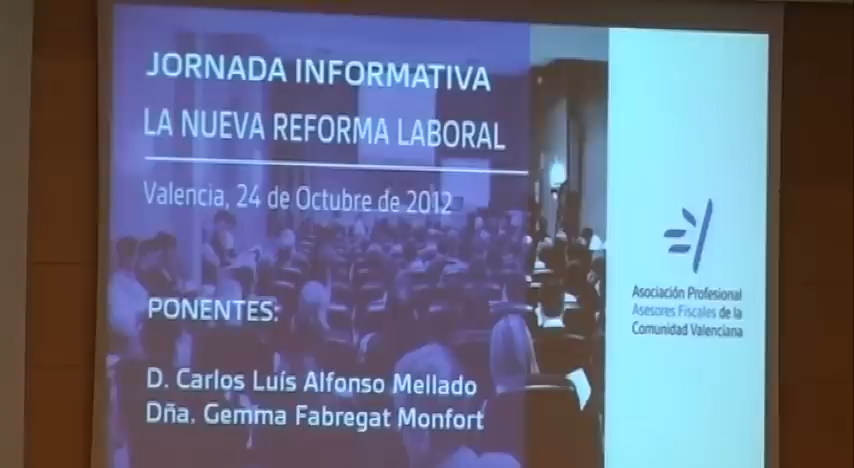 JORNADA INFORMATIVA
LA NUEVA REFORMA LABORAL
Valencia, 24 de Octubre de 2012
PONENTES:
D. Carlos Luís Alfonso Mellado
Dña. Gemma Fabregat Monfort
Asociación Profesional
Asesores Fiscales de la
Comunidad Valenciana